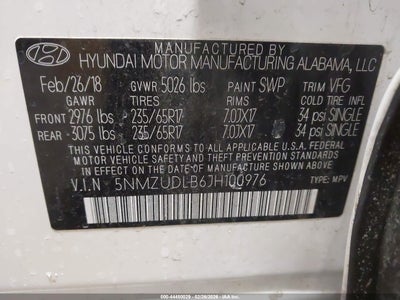 MANUFACTURED BY
HYUNDAI MOTOR MANUFACTURING ALABAMA, LLC
Feb/26/18 GVWR 5026 lbs PAINT SWP TRIM VFG
GAWR TIRES RIMS COLD TIRE INFL
FRONT 2976 lbs 235/65R17 7.0JX17 34 psi SINGLE
REAR 3075 lbs 235/65R17 7.0JX17 34 psi SINGLE
THIS VEHICLE CONFORMS TO ALL APPLICABLE U.S.A. FEDERAL
MOTOR VEHICLE SAFETY AND THEFT PREVENTION STANDARDS
IN EFFECT ON THE DATE OF MANUFACTURE SHOWN ABOVE.
V.I.N 5NMZUDLB6JH100976
TYPE: M.P.V